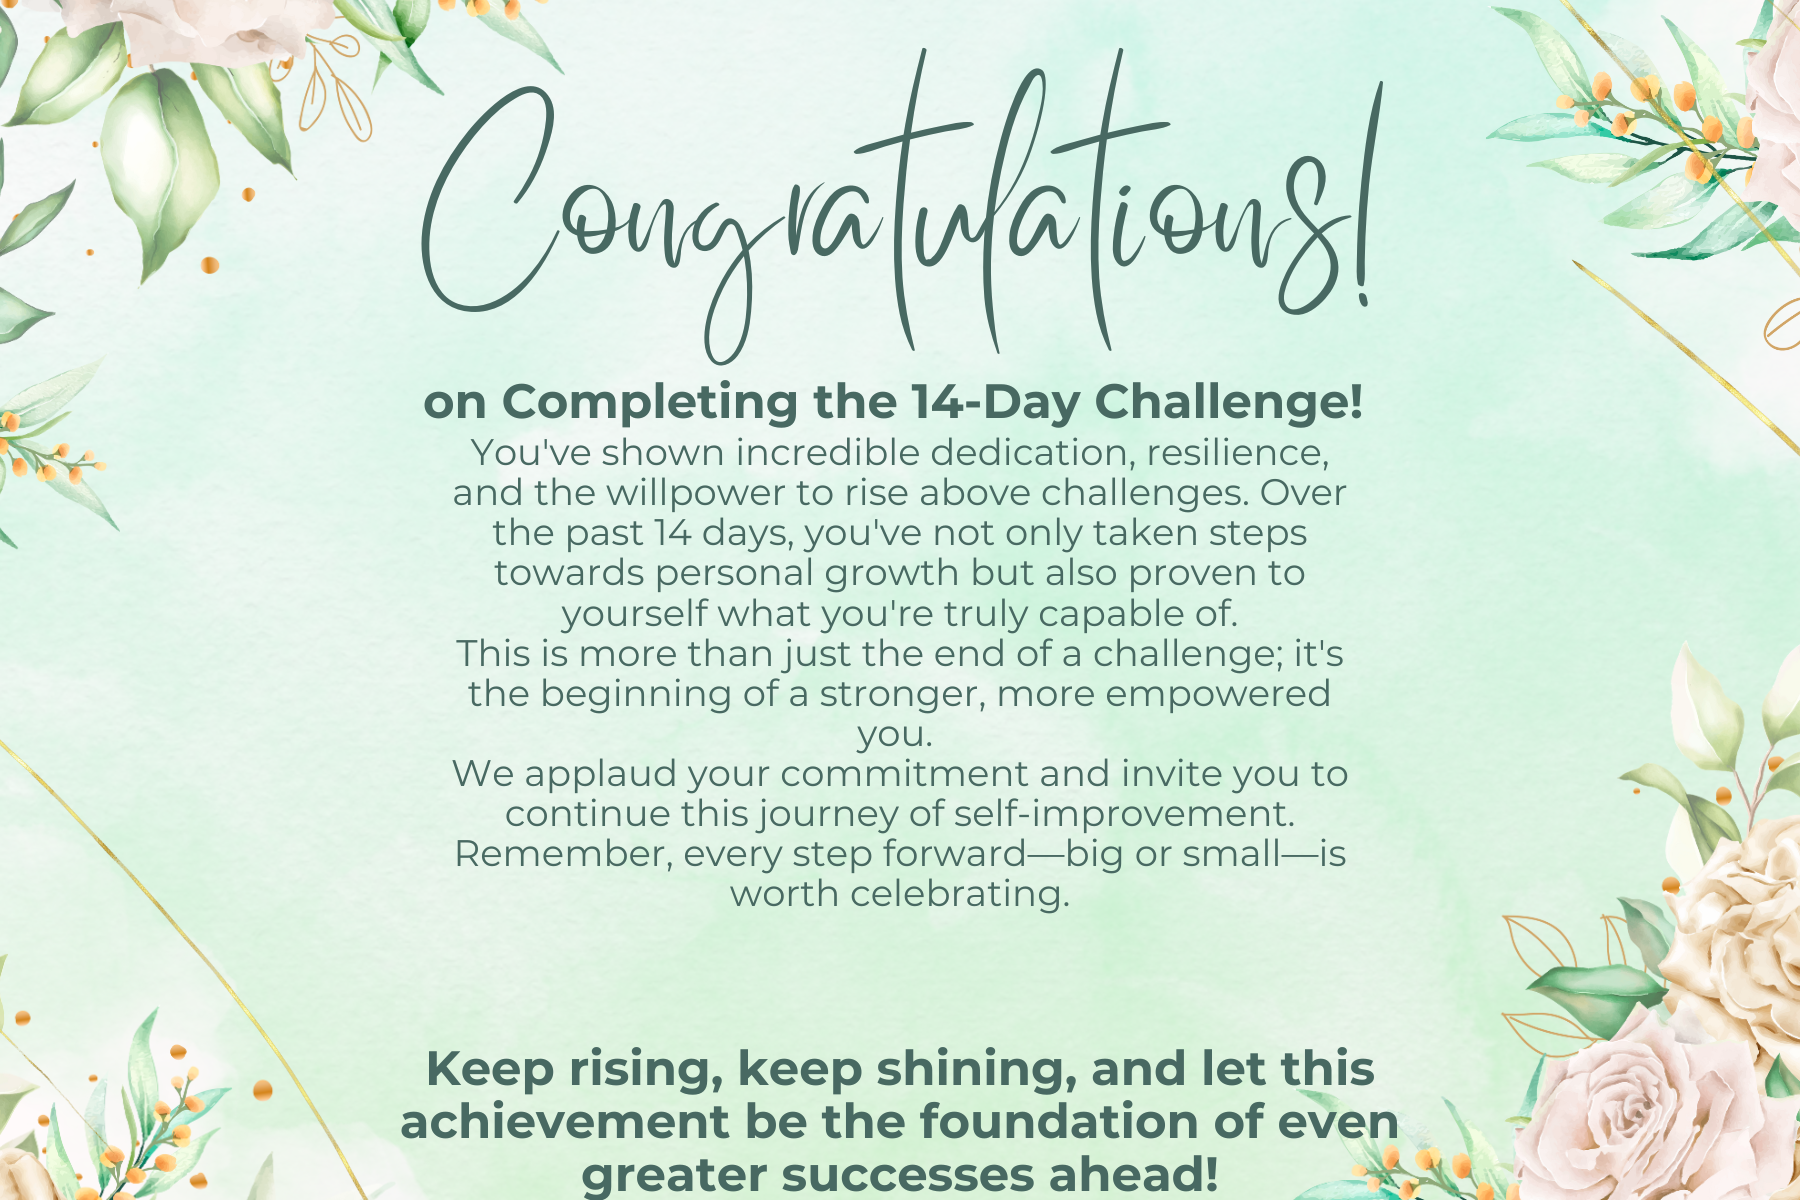 Congratulations!
on Completing the 14-Day Challenge!
You've shown incredible dedication, resilience,
and the willpower to rise above challenges. Over
the past 14 days, you've not only taken steps
towards personal growth but also proven to
yourself what you're truly capable of.
This is more than just the end of a challenge; it's
the beginning of a stronger, more empowered
you.
We applaud your commitment and invite you to
continue this journey of self-improvement.
Remember, every step forward—big or small—is
worth celebrating.
Keep rising, keep shining, and let this
achievement be the foundation of even
greater successes ahead!